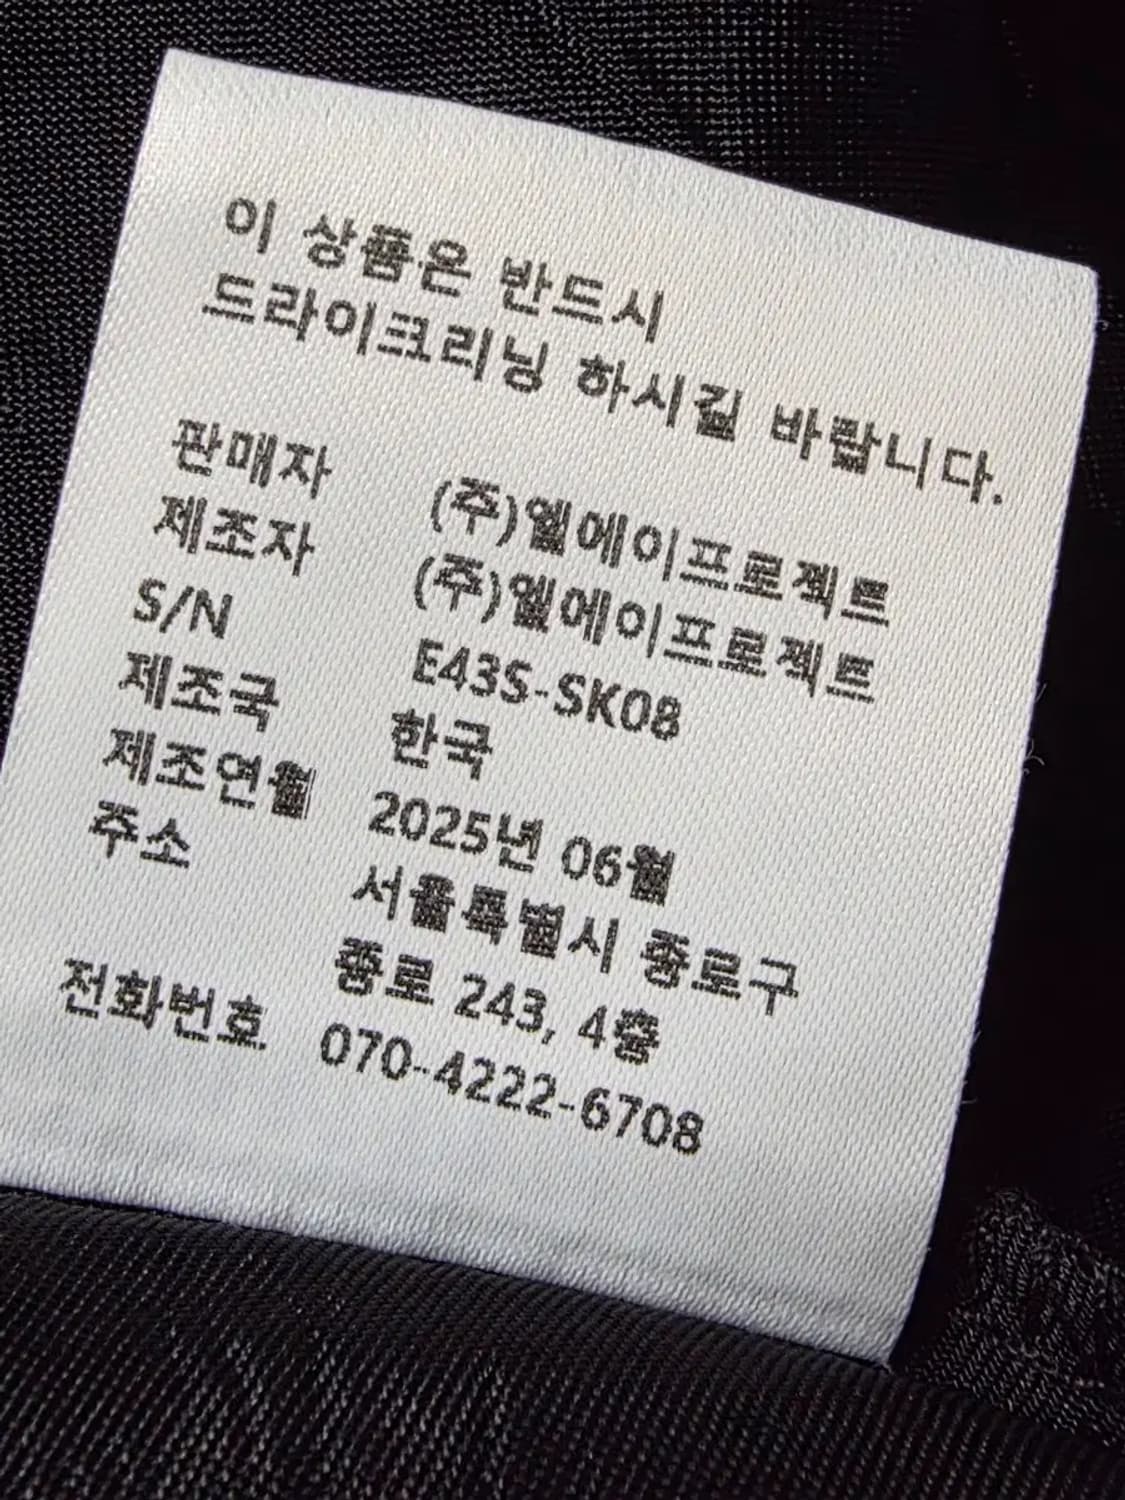 이 상품은 반드시
드라이크리닝 하시길 바랍니다.
판매자 (주)엘에이프로젝트
제조자 (주)엘에이프로젝트
S/N E43S-SK08
제조국 한국
제조연월 2025년 06월
주소 서울특별시 종로구
종로 243, 4층
전화번호 070-4222-6708